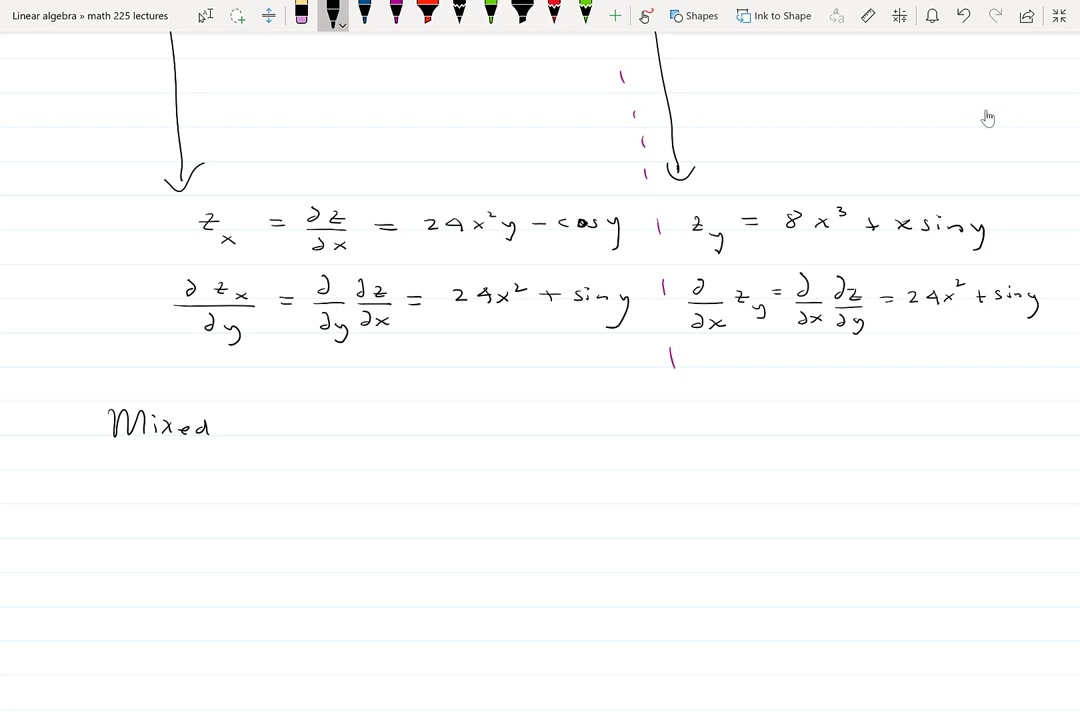 Linear algebra » math 225 lectures
Shapes
Ink to Shape
z_x = ∂z/∂x = 24x²y - cos y
z_y = 8x³ + x sin y
∂z_x/∂y = ∂/∂y ∂z/∂x = 24x² + sin y
∂/∂x z_y = ∂/∂x ∂z/∂y = 24x² + sin y
Mixed